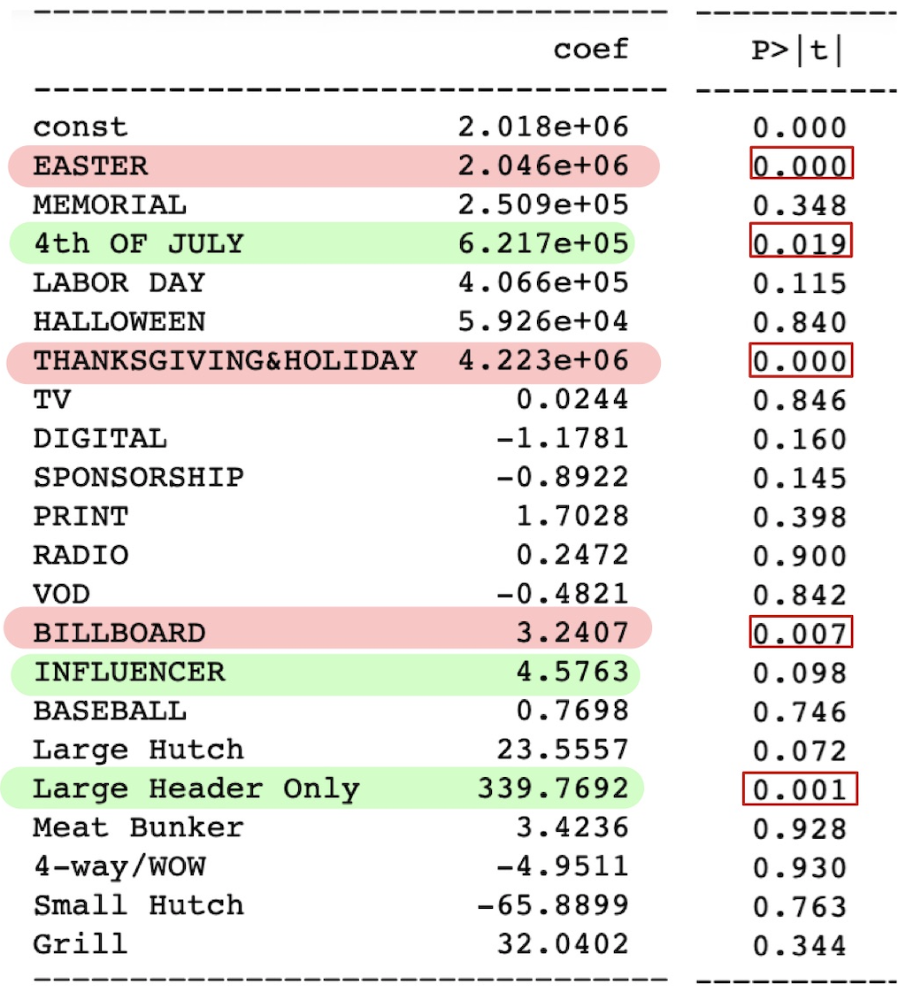 coef P>|t|
const 2.018e+06 0.000
EASTER 2.046e+06 0.000
MEMORIAL 2.509e+05 0.348
4th OF JULY 6.217e+05 0.019
LABOR DAY 4.066e+05 0.115
HALLOWEEN 5.926e+04 0.840
THANKSGIVING&HOLIDAY 4.223e+06 0.000
TV 0.0244 0.846
DIGITAL -1.1781 0.160
SPONSORSHIP -0.8922 0.145
PRINT 1.7028 0.398
RADIO 0.2472 0.900
VOD -0.4821 0.842
BILLBOARD 3.2407 0.007
INFLUENCER 4.5763 0.098
BASEBALL 0.7698 0.746
Large Hutch 23.5557 0.072
Large Header Only 339.7692 0.001
Meat Bunker 3.4236 0.928
4-way/WOW -4.9511 0.930
Small Hutch -65.8899 0.763
Grill 32.0402 0.344